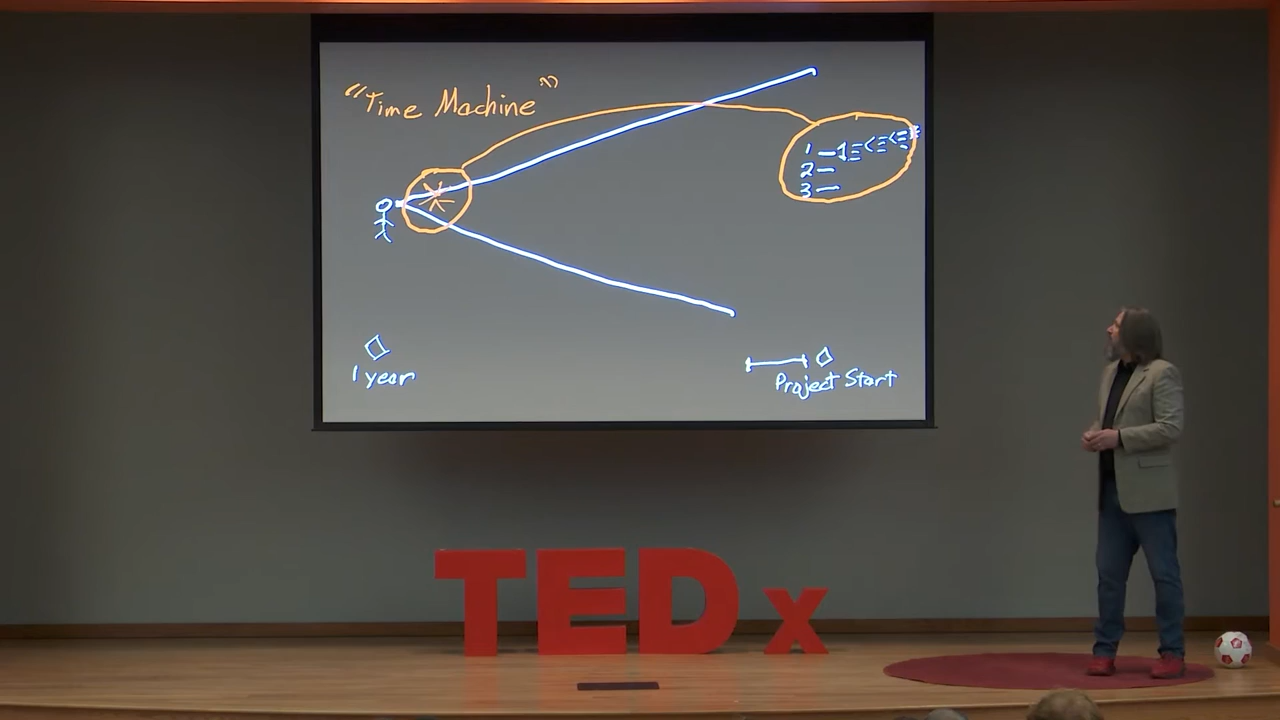 "Time Machine"
1 —
2 —
3 —
1 year
Project Start
TEDx